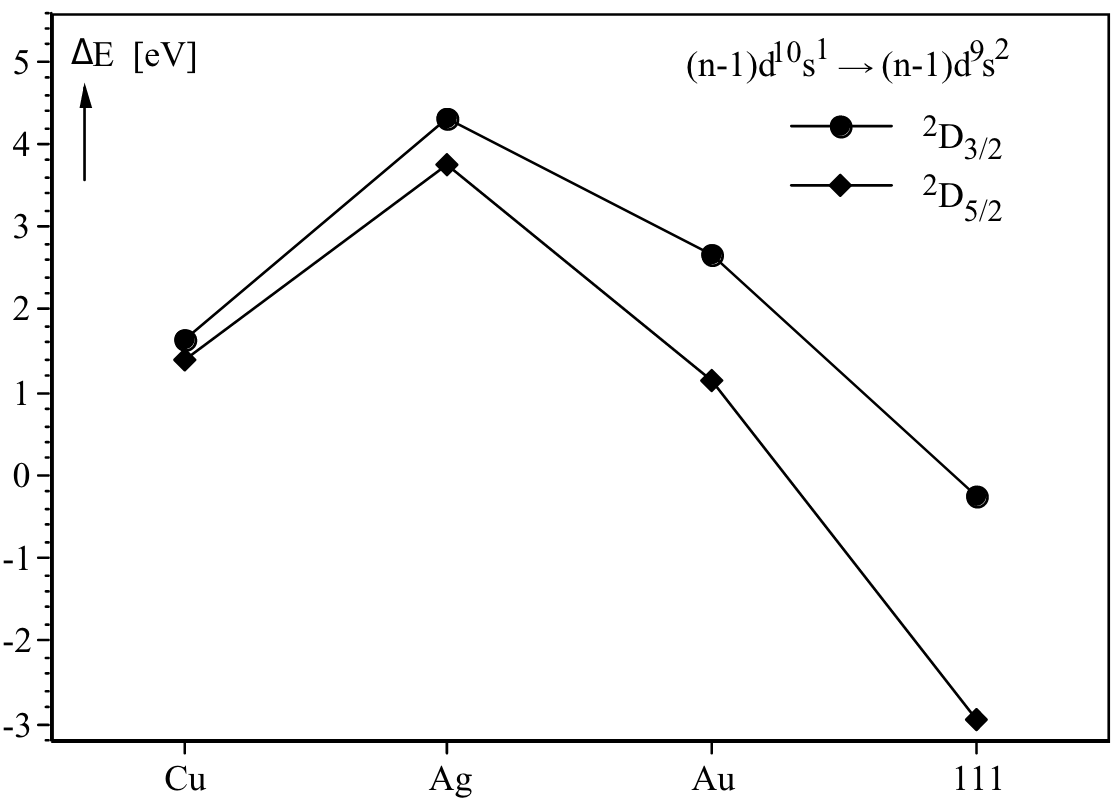 ΔE [eV]
(n-1)d¹⁰s¹ → (n-1)d⁹s²
²D₃/₂
²D₅/₂
5
4
3
2
1
0
-1
-2
-3
Cu Ag Au 111